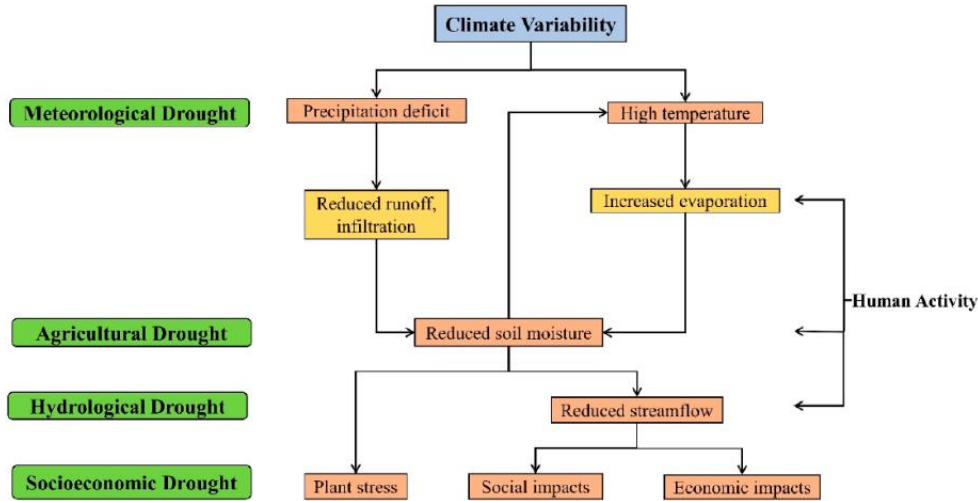 Climate Variability
Meteorological Drought
Precipitation deficit
High temperature
Reduced runoff,
infiltration
Increased evaporation
Human Activity
Agricultural Drought
Reduced soil moisture
Hydrological Drought
Reduced streamflow
Socioeconomic Drought
Plant stress
Social impacts
Economic impacts